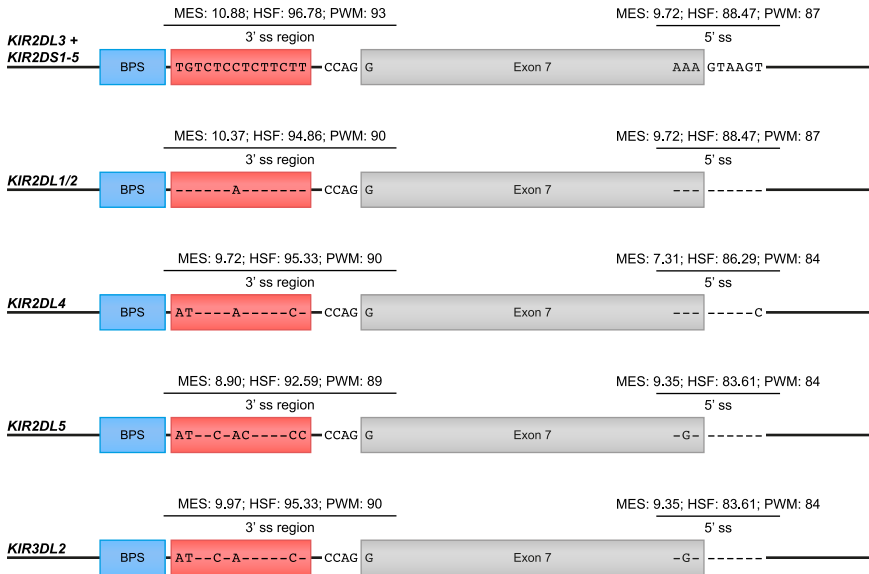 MES: 10.88; HSF: 96.78; PWM: 93 MES: 9.72; HSF: 88.47; PWM: 87
KIR2DL3 + 3' ss region 5' ss
KIR2DS1-5 BPS TGTCTCCTCTTCTT CCAG G Exon 7 AAA GTAAGT
MES: 10.37; HSF: 94.86; PWM: 90 MES: 9.72; HSF: 88.47; PWM: 87
3' ss region 5' ss
KIR2DL1/2 BPS ------A------- CCAG G Exon 7 --- ------
MES: 9.72; HSF: 95.33; PWM: 90 MES: 7.31; HSF: 86.29; PWM: 84
3' ss region 5' ss
KIR2DL4 BPS AT----A-----C- CCAG G Exon 7 --- -----C
MES: 8.90; HSF: 92.59; PWM: 89 MES: 9.35; HSF: 83.61; PWM: 84
3' ss region 5' ss
KIR2DL5 BPS AT--C-AC----CC CCAG G Exon 7 -G- ------
MES: 9.97; HSF: 95.33; PWM: 90 MES: 9.35; HSF: 83.61; PWM: 84
3' ss region 5' ss
KIR3DL2 BPS AT--C-A-----C- CCAG G Exon 7 -G- ------